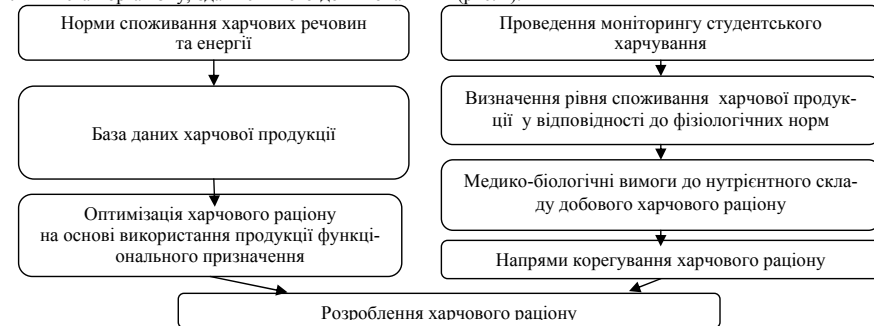 Норми споживання харчових речовин
та енергії
База даних харчової продукції
Оптимізація харчового раціону
на основі використання продукції функці-
онального призначення
Проведення моніторингу студентського
харчування
Визначення рівня споживання харчової продук-
ції у відповідності до фізіологічних норм
Медико-біологічні вимоги до нутрієнтного скла-
ду добового харчового раціону
Напрями корегування харчового раціону
Розроблення харчового раціону